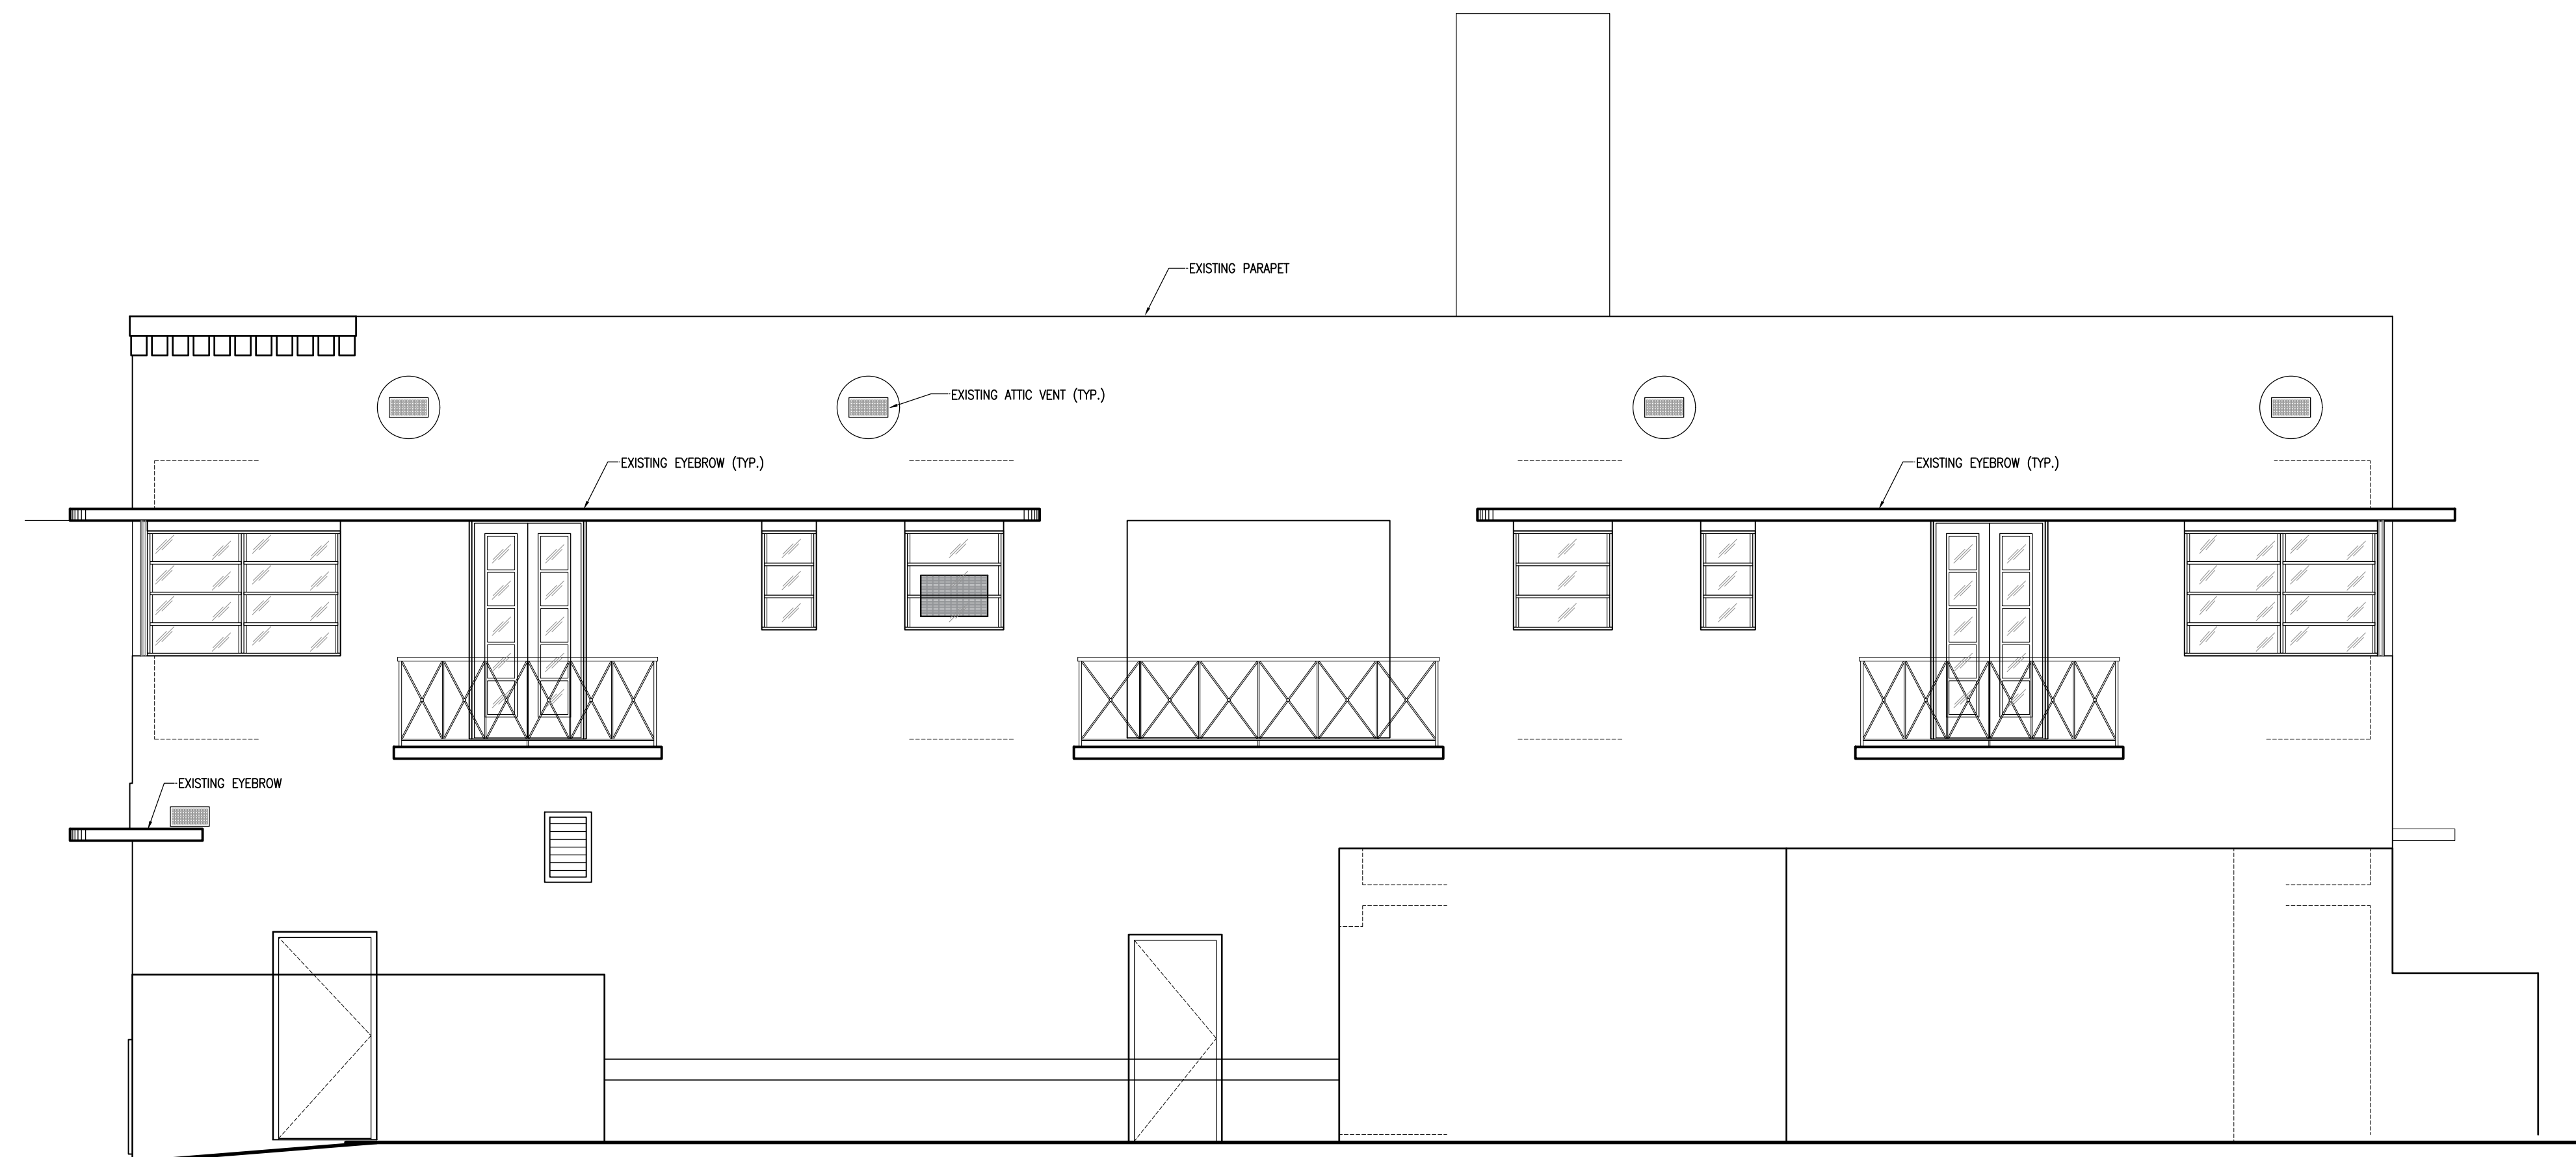 EXISTING PARAPET
EXISTING ATTIC VENT (TYP.)
EXISTING EYEBROW (TYP.)
EXISTING EYEBROW (TYP.)
EXISTING EYEBROW